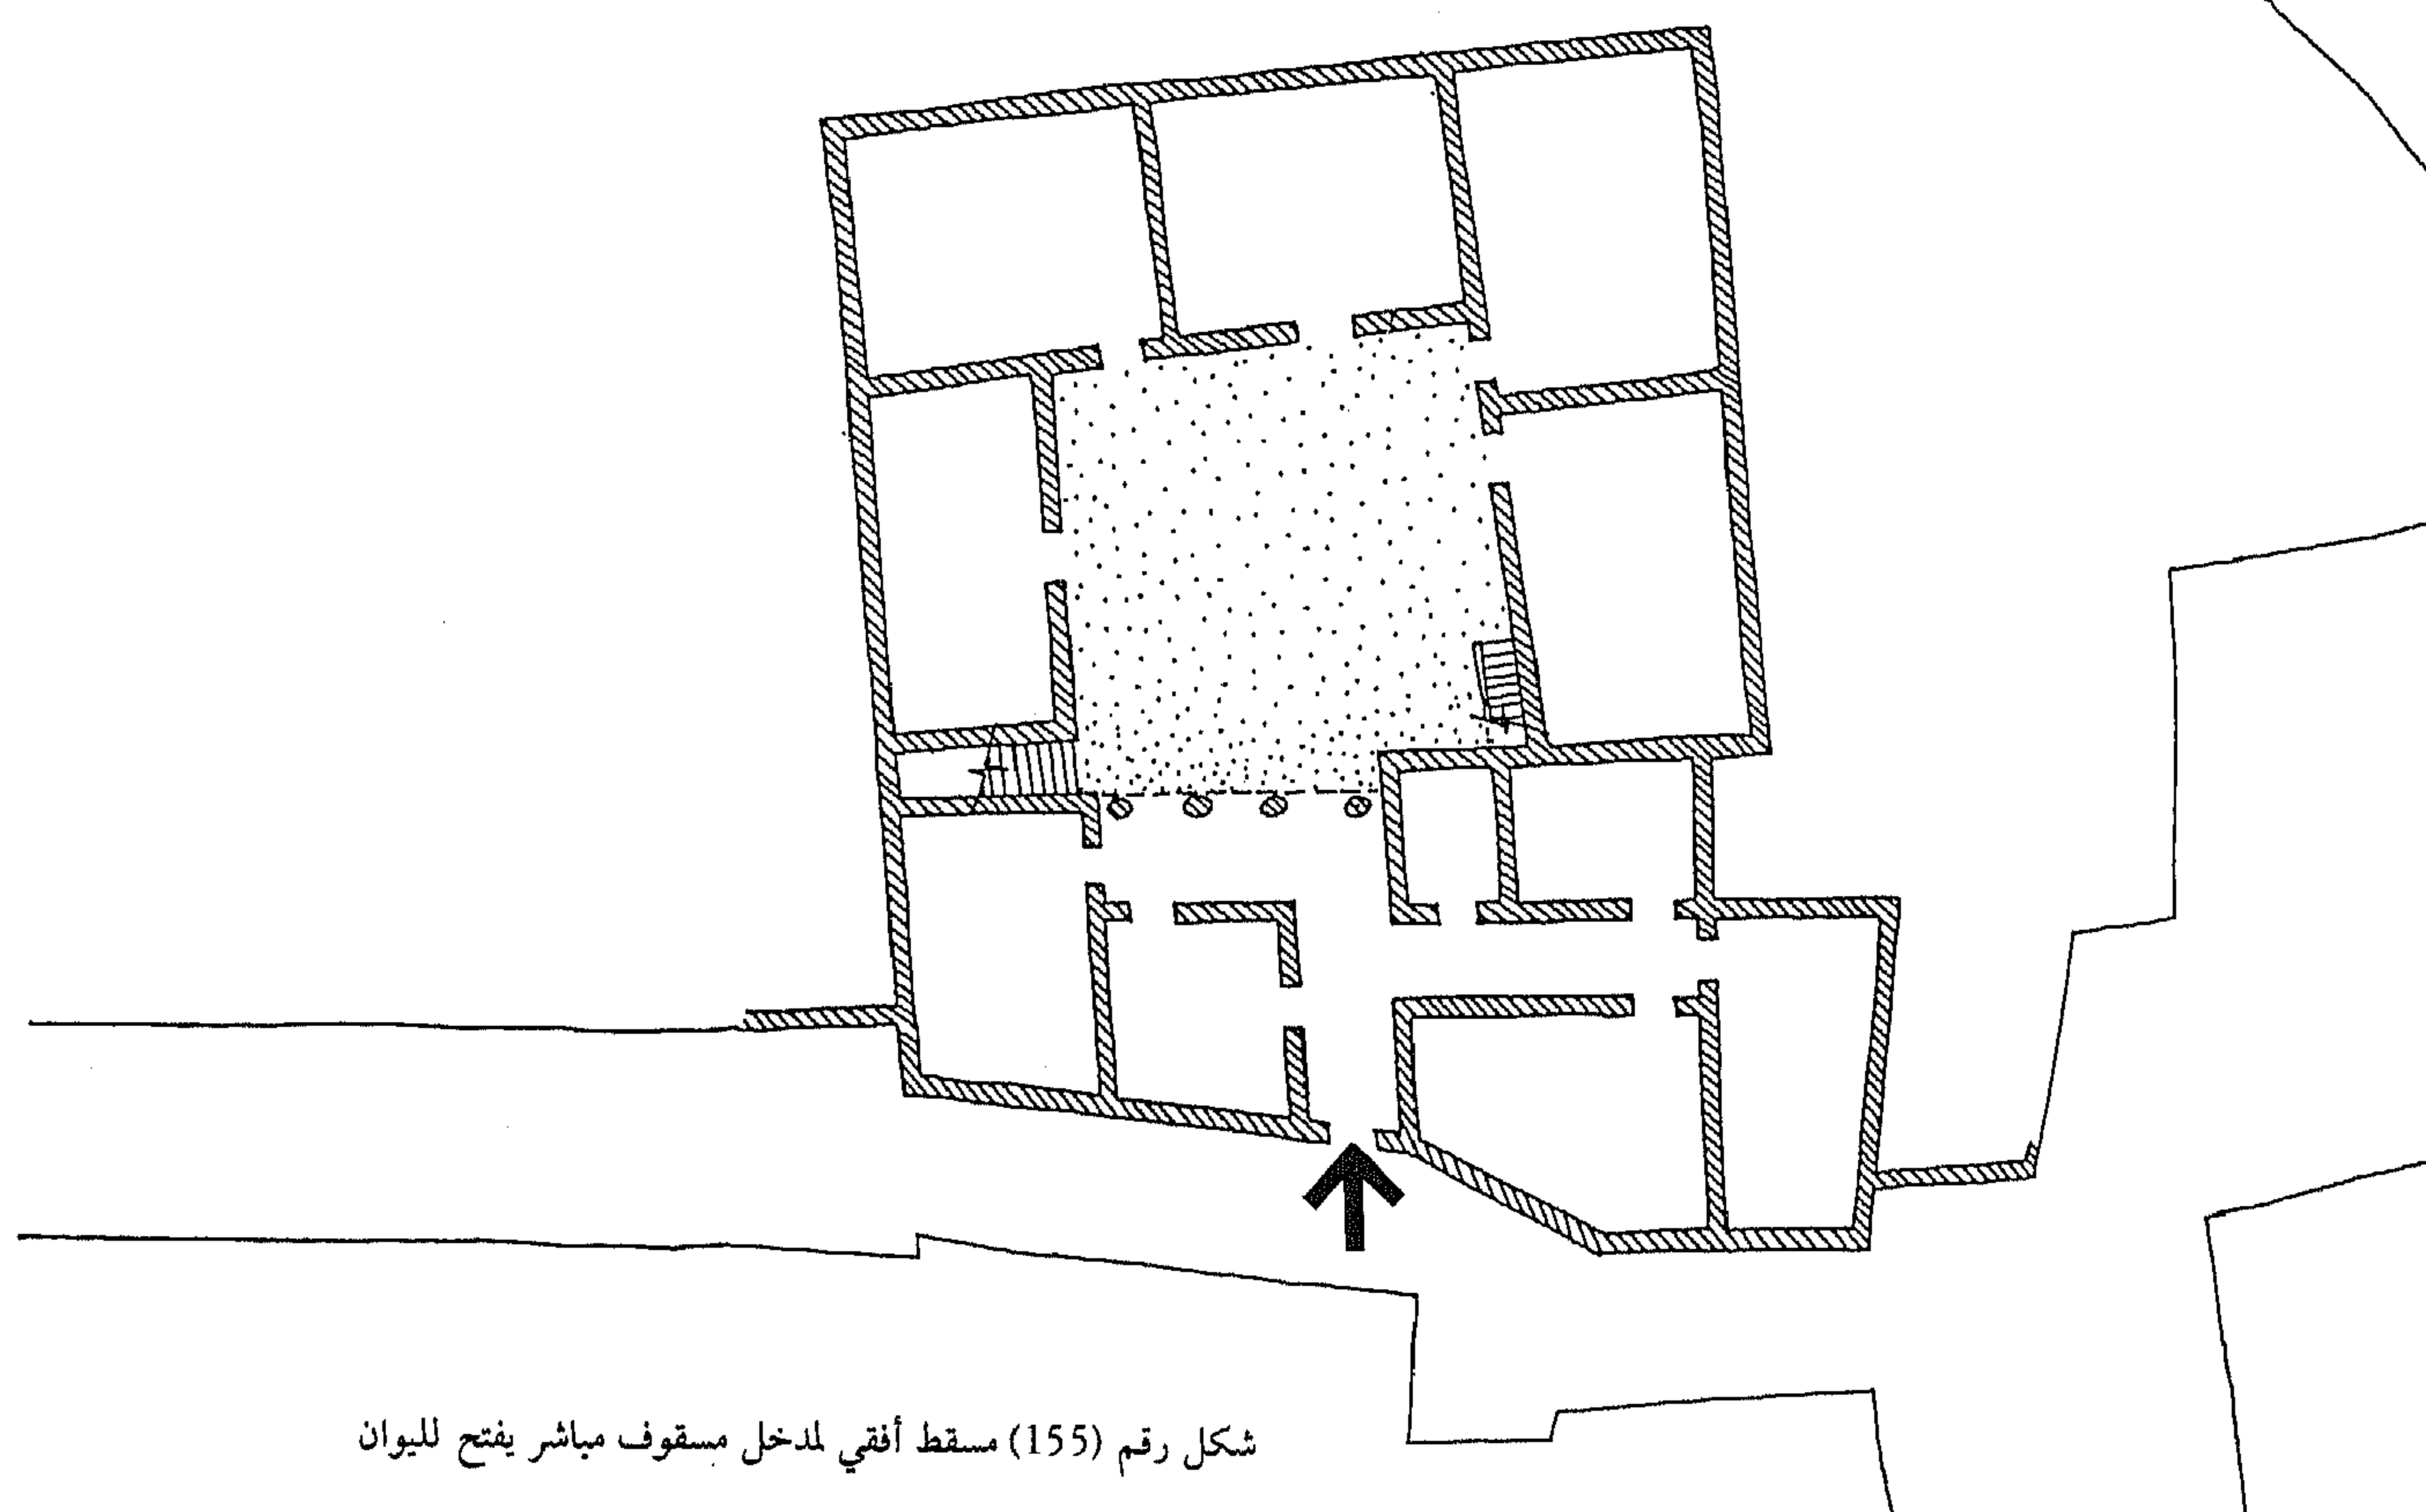 شكل رقم (155) مسقط أفقي لمدخل مسقوف مباشر يفتح لليوان